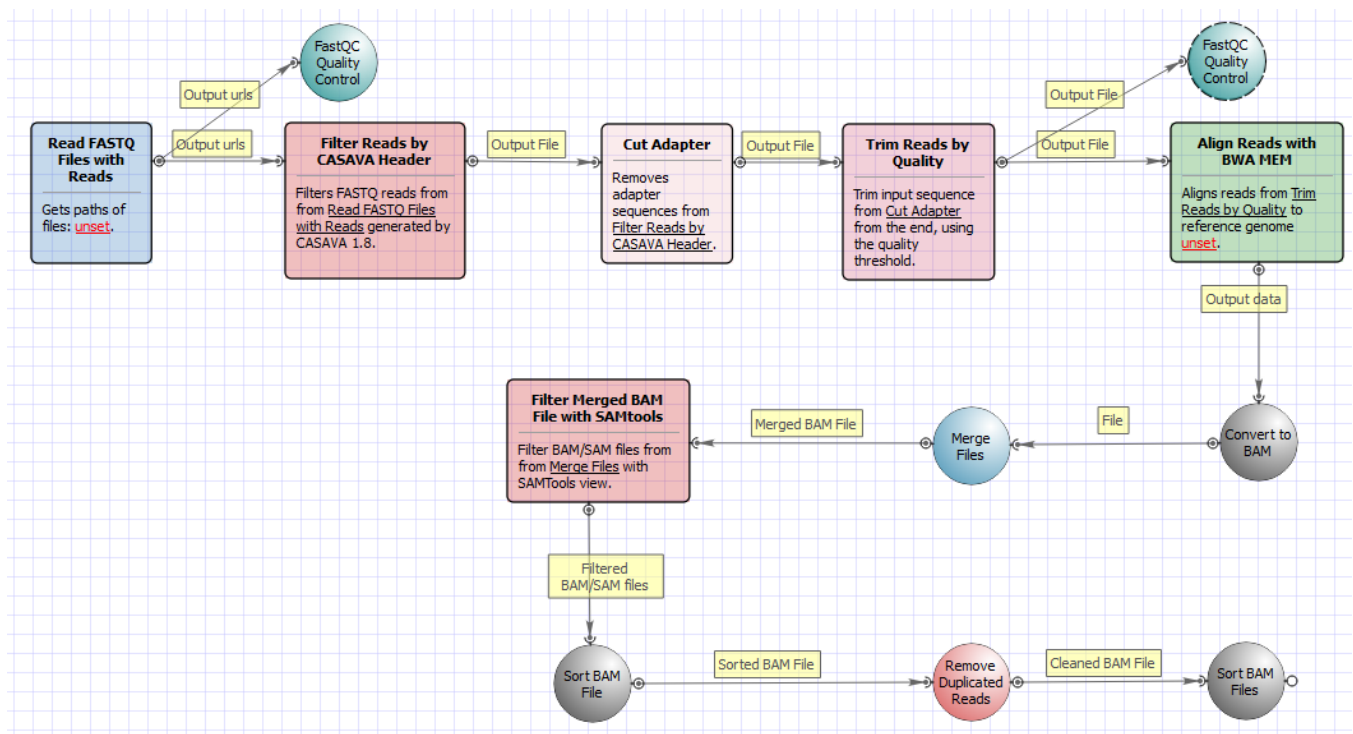 FastQC
Quality
Control
FastQC
Quality
Control
Output urls
Output File
Read FASTQ
Files with
Reads
Gets paths of
files: unset.
Output urls
Filter Reads by
CASAVA Header
Filters FASTQ reads from
from Read FASTQ Files
with Reads generated by
CASAVA 1.8.
Output File
Cut Adapter
Removes
adapter
sequences from
Filter Reads by
CASAVA Header.
Output File
Trim Reads by
Quality
Trim input sequence
from Cut Adapter
from the end, using
the quality
threshold.
Output File
Align Reads with
BWA MEM
Aligns reads from Trim
Reads by Quality to
reference genome
unset.
Output data
Convert to
BAM
File
Merge
Files
Merged BAM File
Filter Merged BAM
File with SAMtools
Filter BAM/SAM files from
from Merge Files with
SAMTools view.
Filtered
BAM/SAM files
Sort BAM
File
Sorted BAM File
Remove
Duplicated
Reads
Cleaned BAM File
Sort BAM
Files